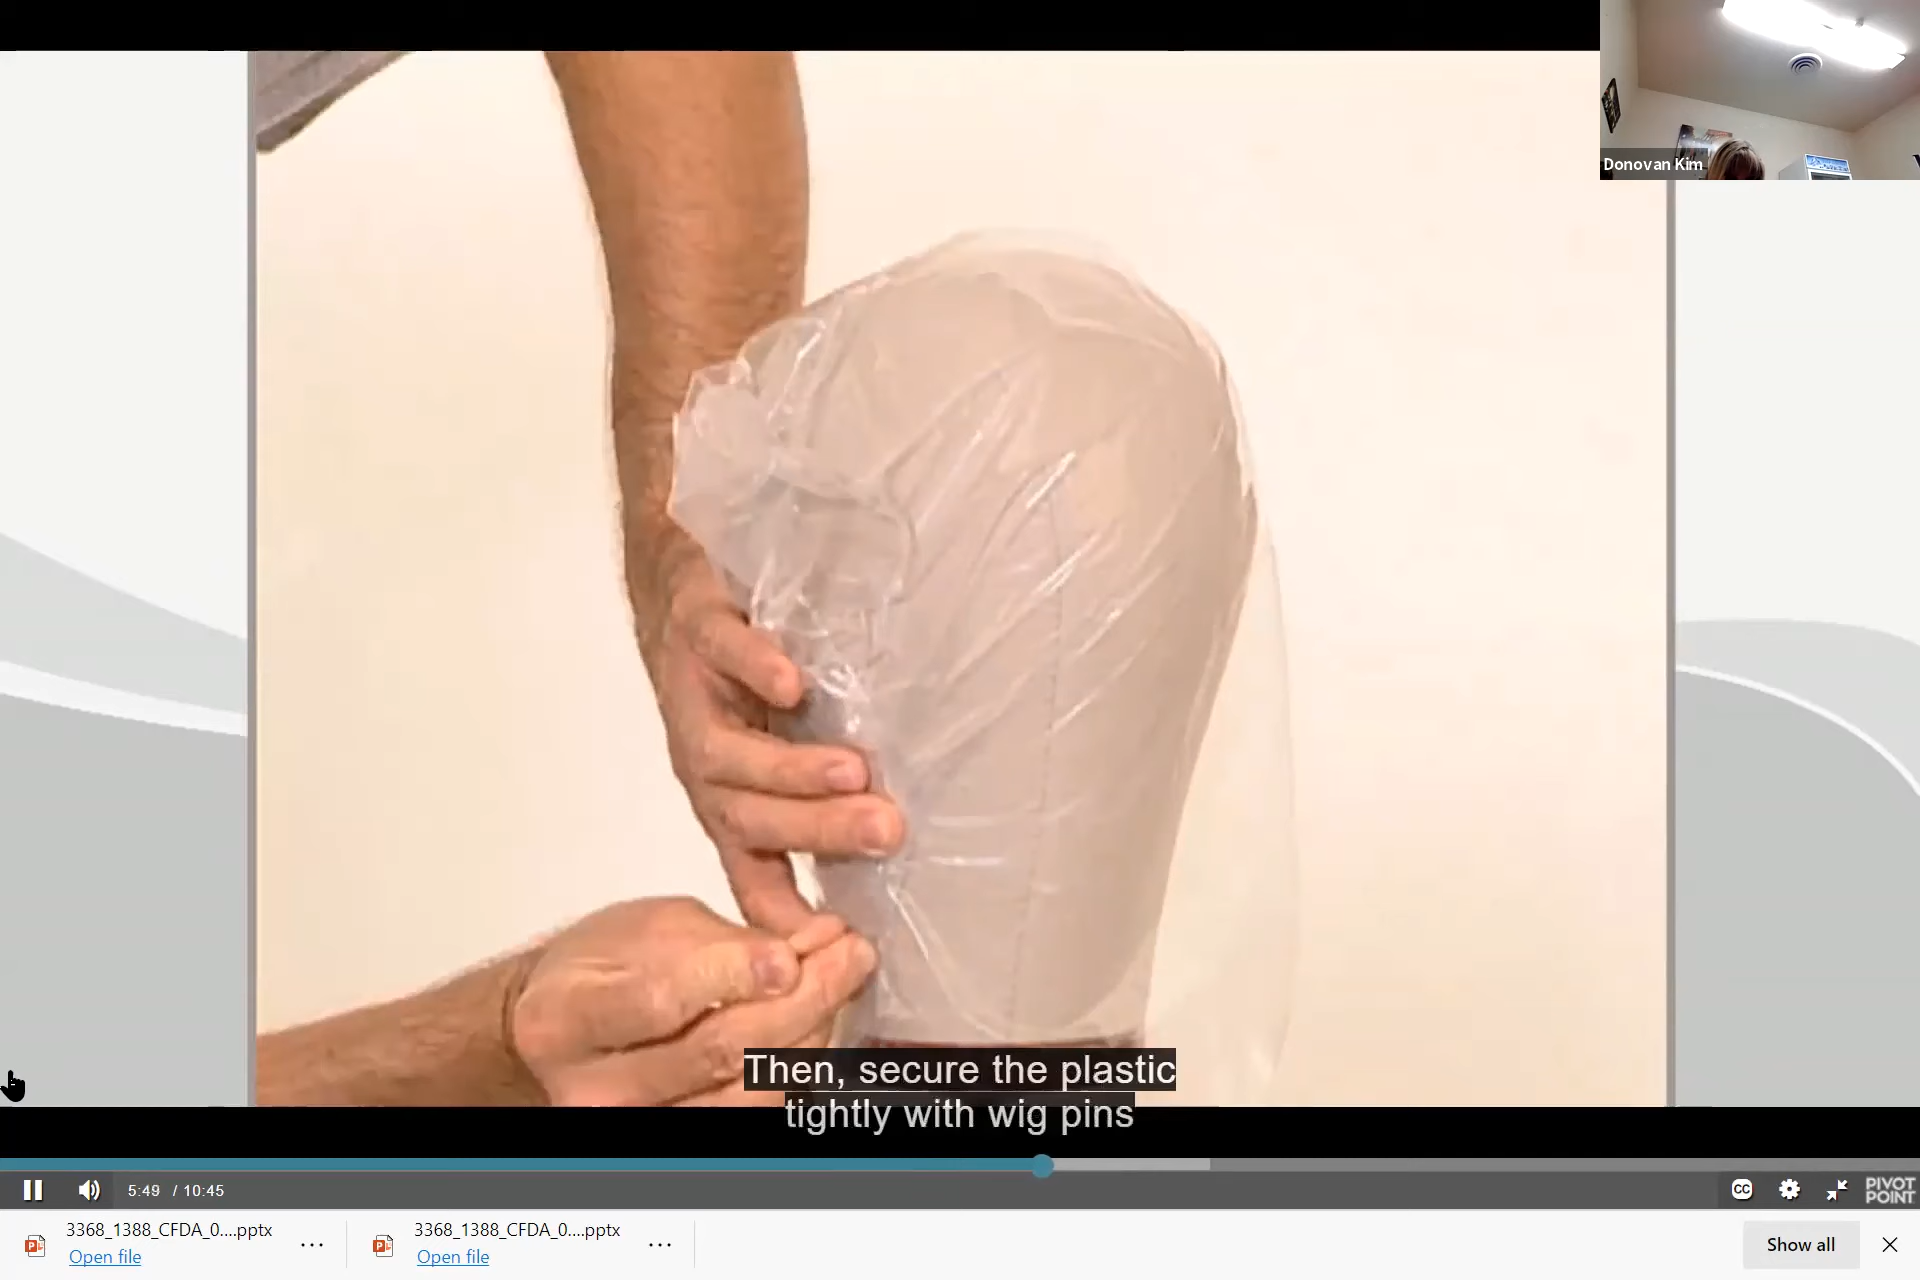 Donovan Kim
Then, secure the plastic
tightly with wig pins
5:49 / 10:45
CC
PIVOT
POINT
3368_1388_CFDA_0....pptx
Open file
3368_1388_CFDA_0....pptx
Open file
Show all